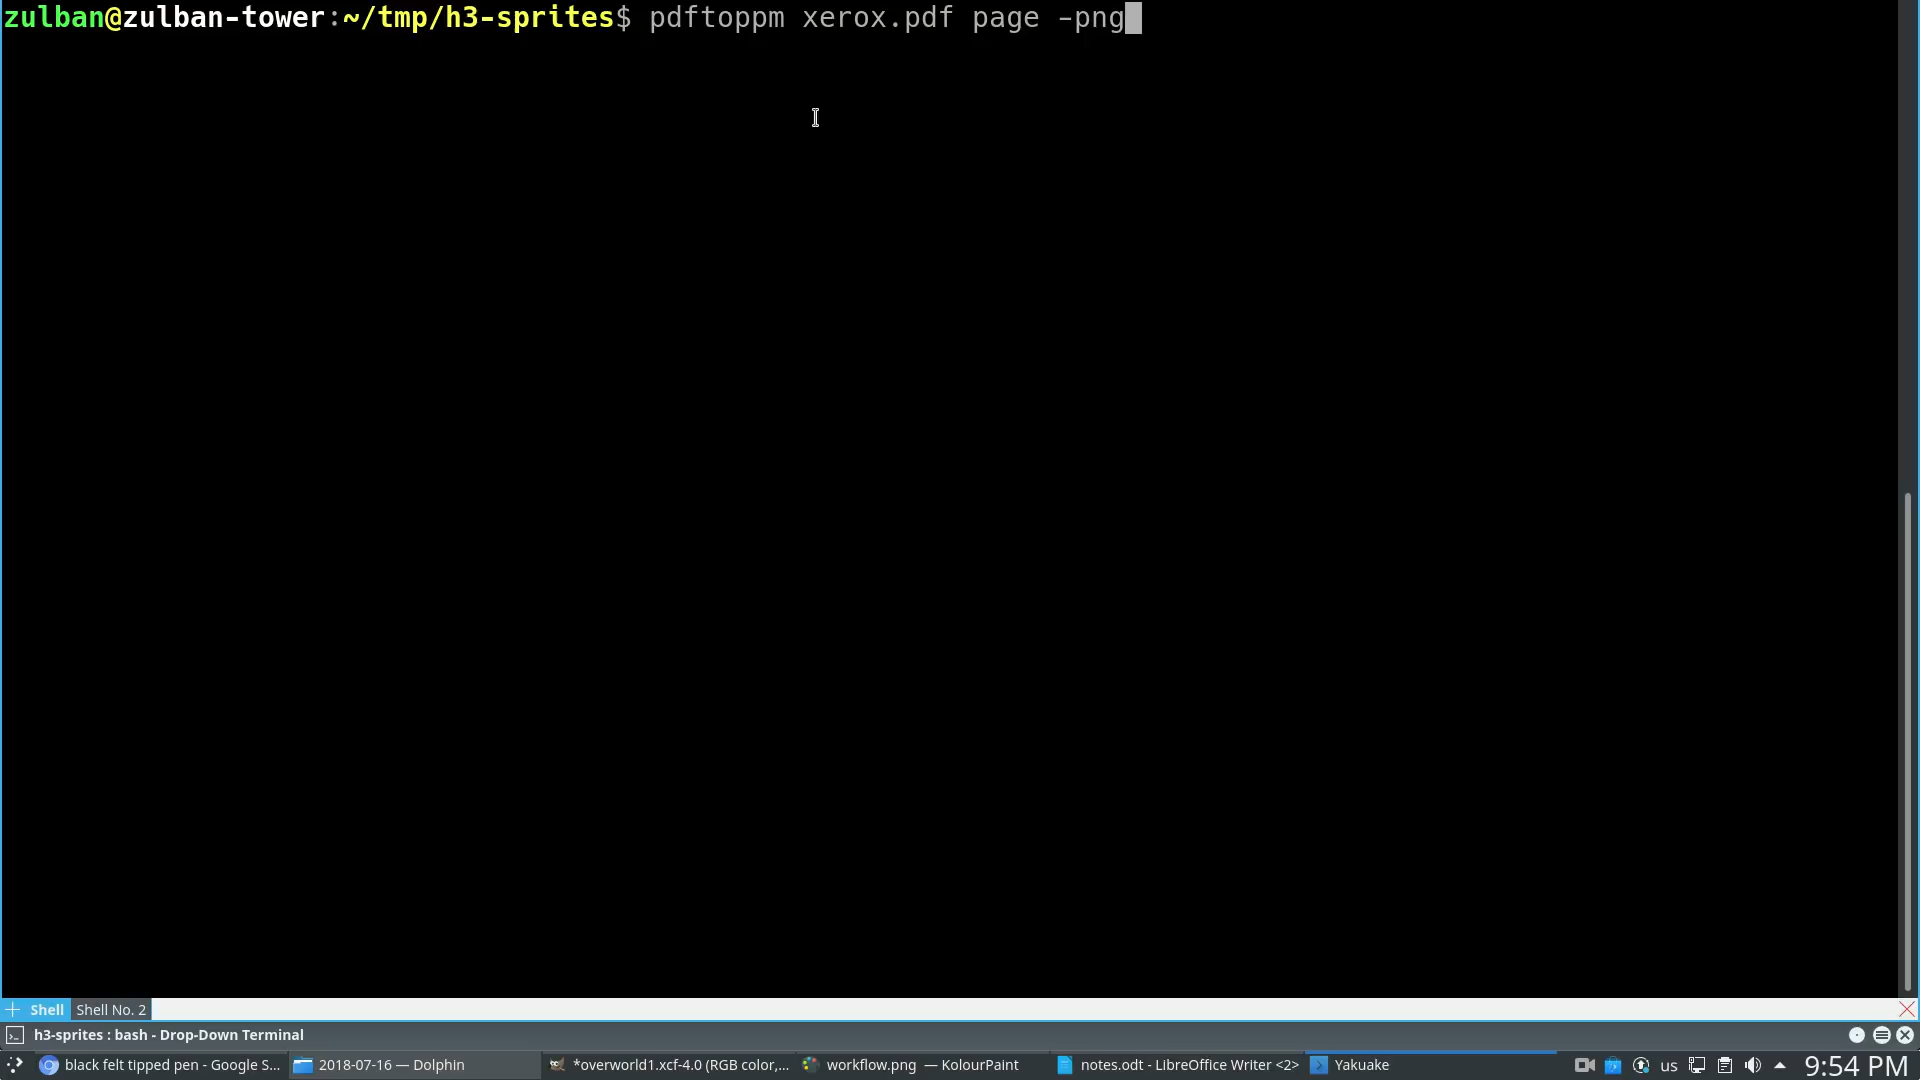 zulban@zulban-tower:~/tmp/h3-sprites$ pdftoppm xerox.pdf page -png
Shell Shell No. 2
h3-sprites : bash - Drop-Down Terminal
black felt tipped pen - Google S... 2018-07-16 — Dolphin *overworld1.xcf-4.0 (RGB color,... workflow.png — KolourPaint notes.odt - LibreOffice Writer <2> Yakuake us 9:54 PM